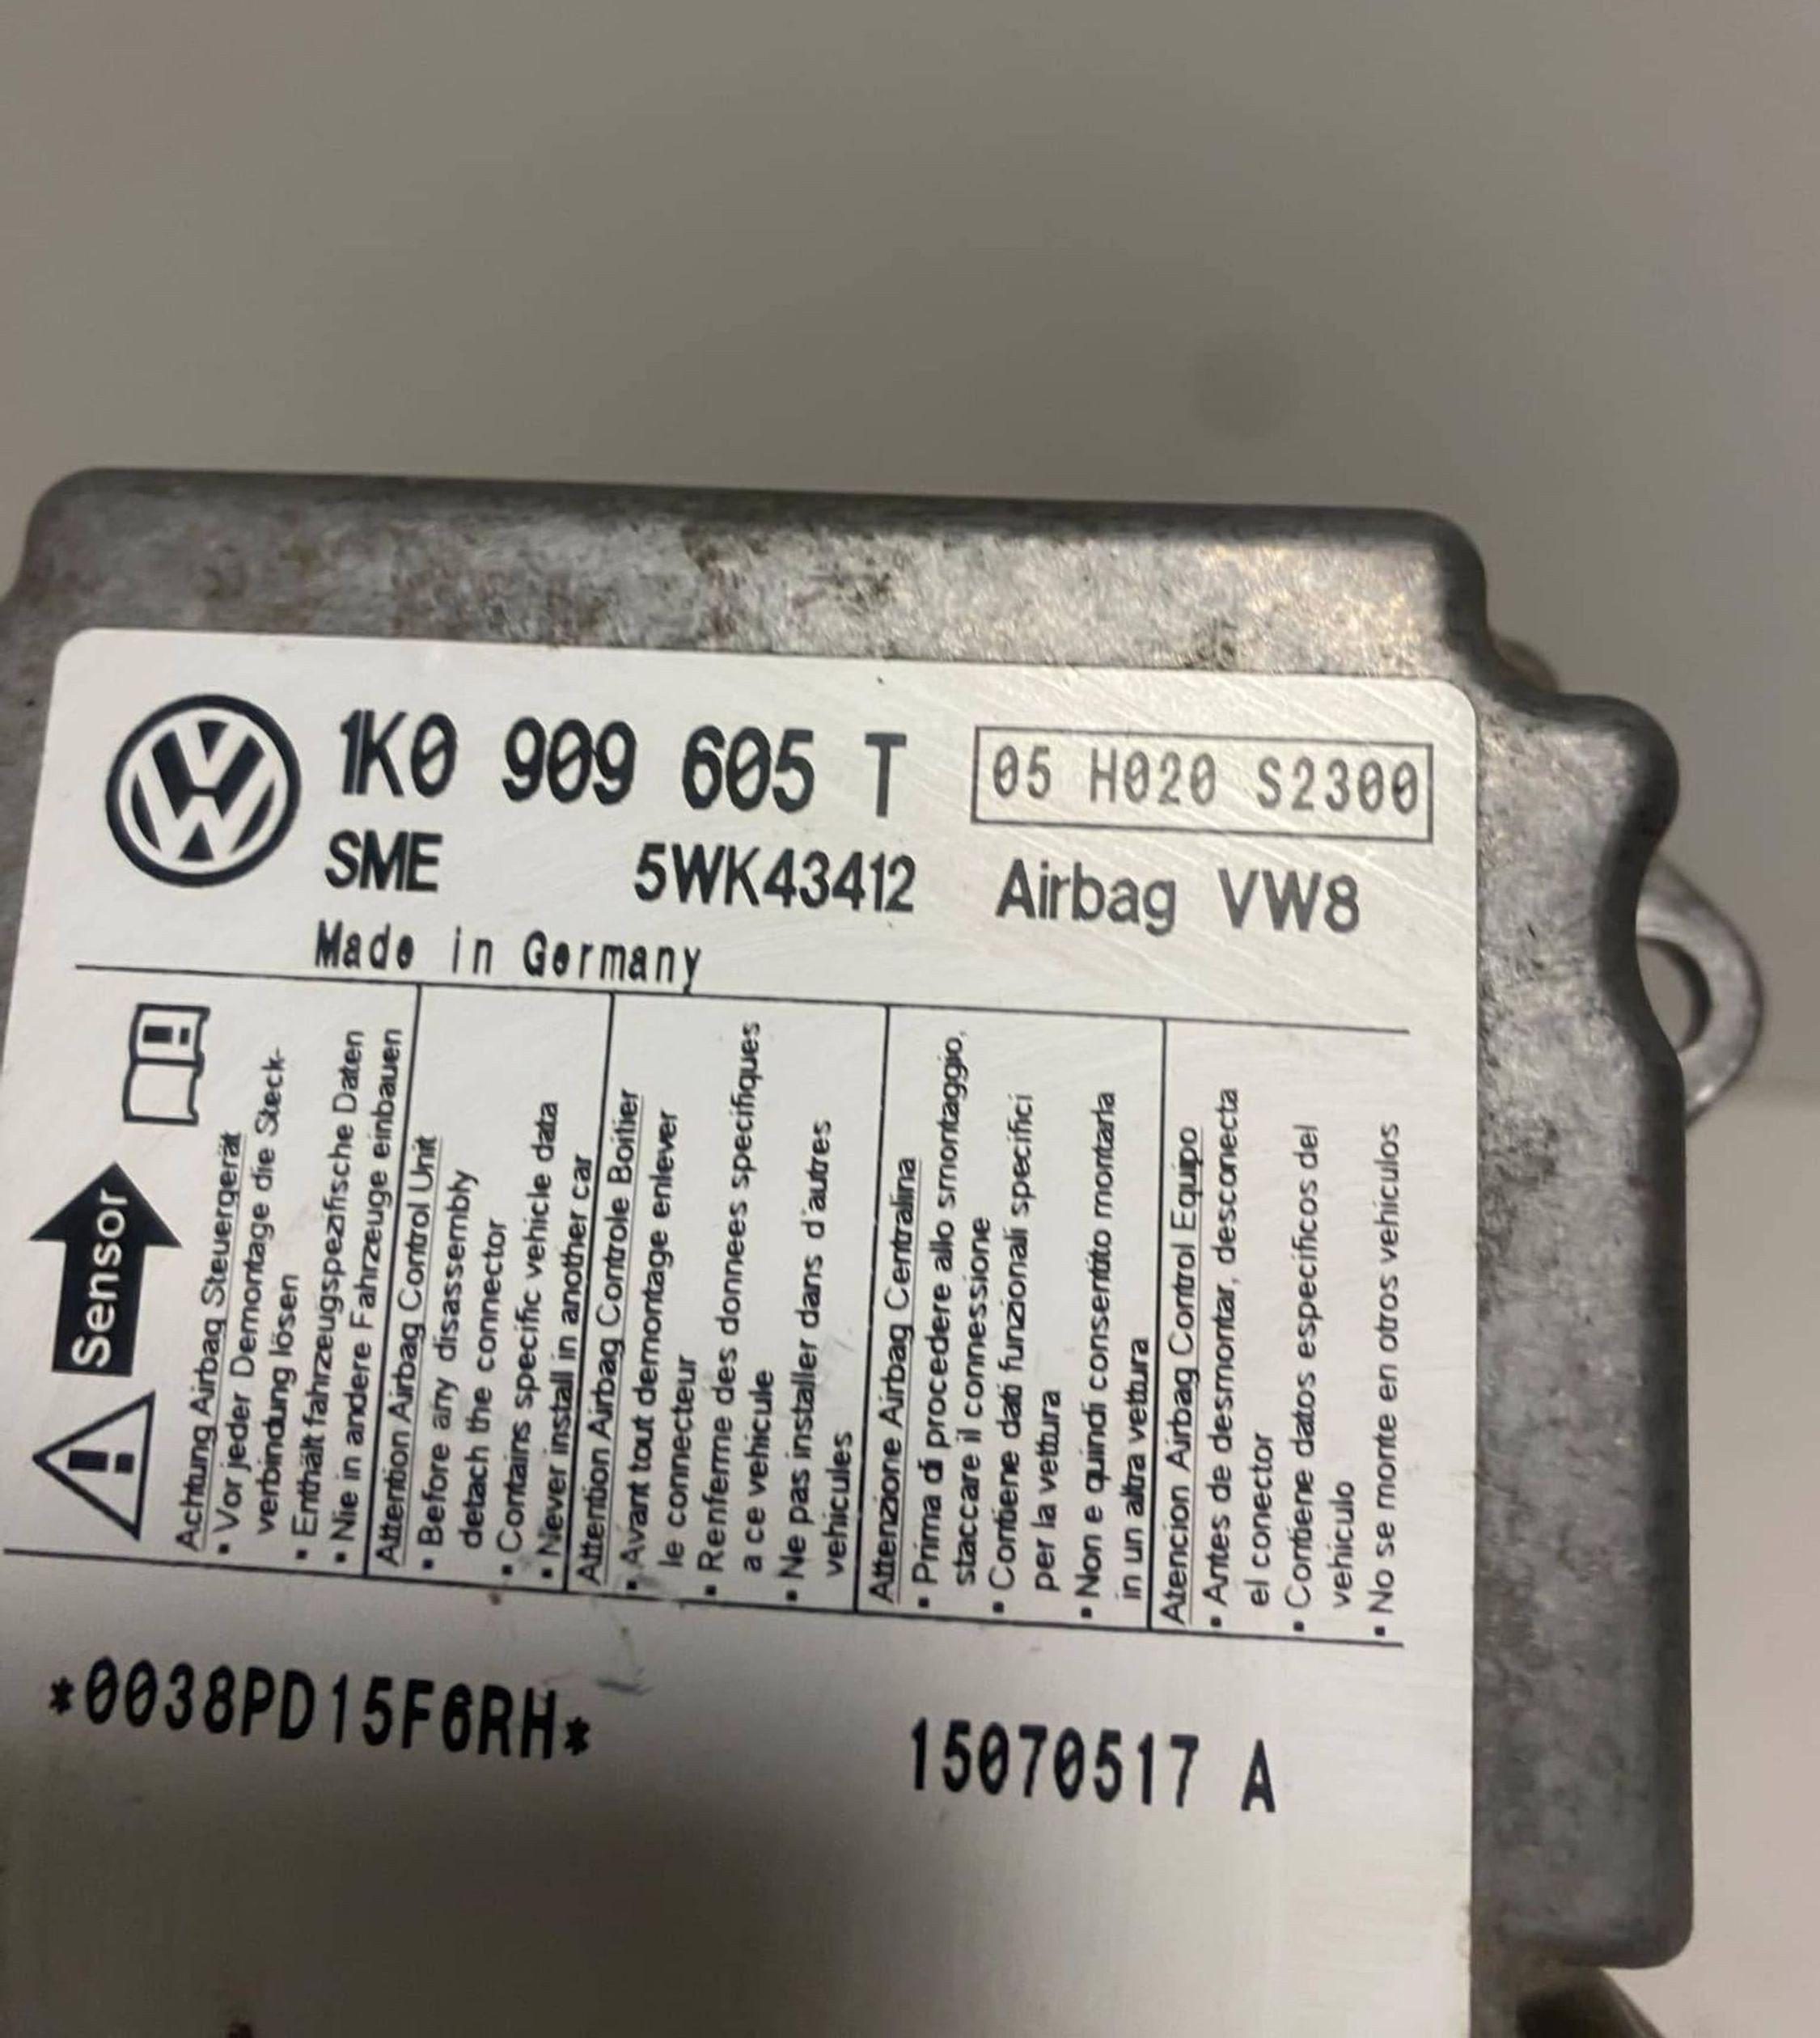 1K0 909 605 T
05 H020 S2300
SME 5WK43412 Airbag VW8
Made in Germany
Sensor
Achtung Airbag Steuergerät
▪ Vor jeder Demontage die Steck-
verbindung lösen
▪ Enthält fahrzeugspezifische Daten
▪ Nie in andere Fahrzeuge einbauen
Attention Airbag Control Unit
▪ Before any disassembly
detach the connector
▪ Contains specific vehicle data
▪ Never install in another car
Attention Airbag Controle Boitier
▪ Avant tout demontage enlever
le connecteur
▪ Renferme des donnees specifiques
a ce vehicule
▪ Ne pas installer dans d'autres
vehicules
Attenzione Airbag Centralina
▪ Prima di procedere allo smontaggio,
staccare il connessione
▪ Contiene dati funzionali specifici
per la vettura
▪ Non e quindi consentito montarla
in un altra vettura
Atencion Airbag Control Equipo
▪ Antes de desmontar, desconecta
el conector
▪ Contiene datos especificos del
vehiculo
▪ No se monte en otros vehiculos
*0038PD15F6RH*
15070517 A